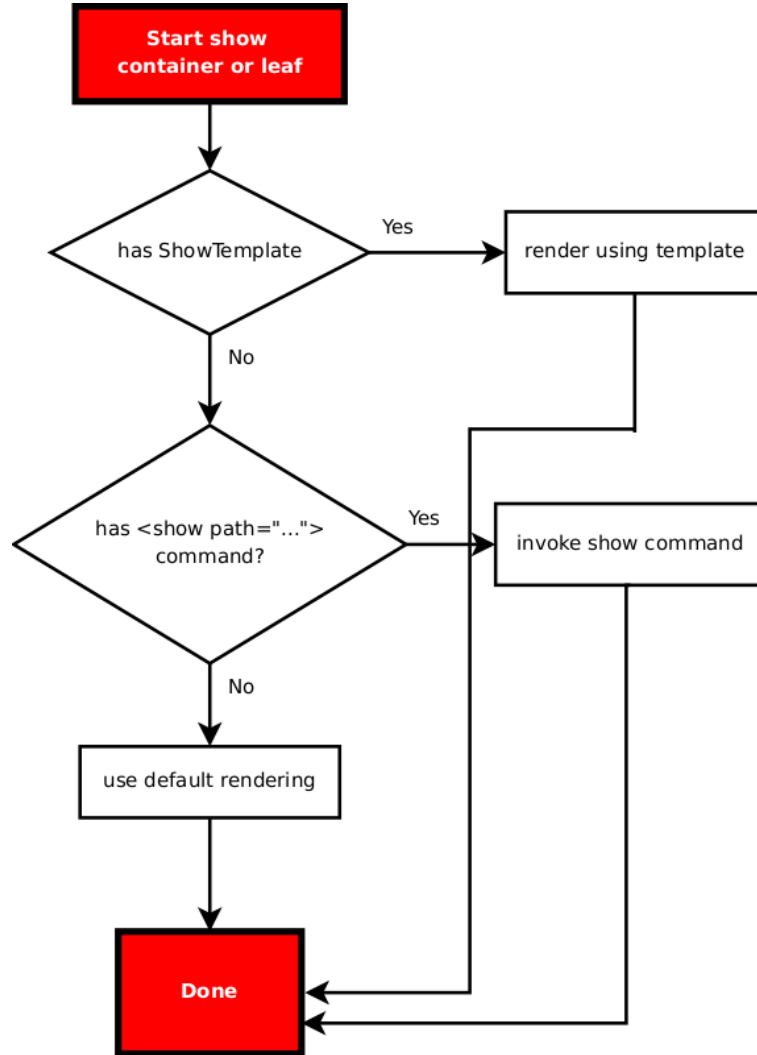 Start show
container or leaf
has ShowTemplate
Yes
render using template
No
has <show path="...">
command?
Yes
invoke show command
No
use default rendering
Done